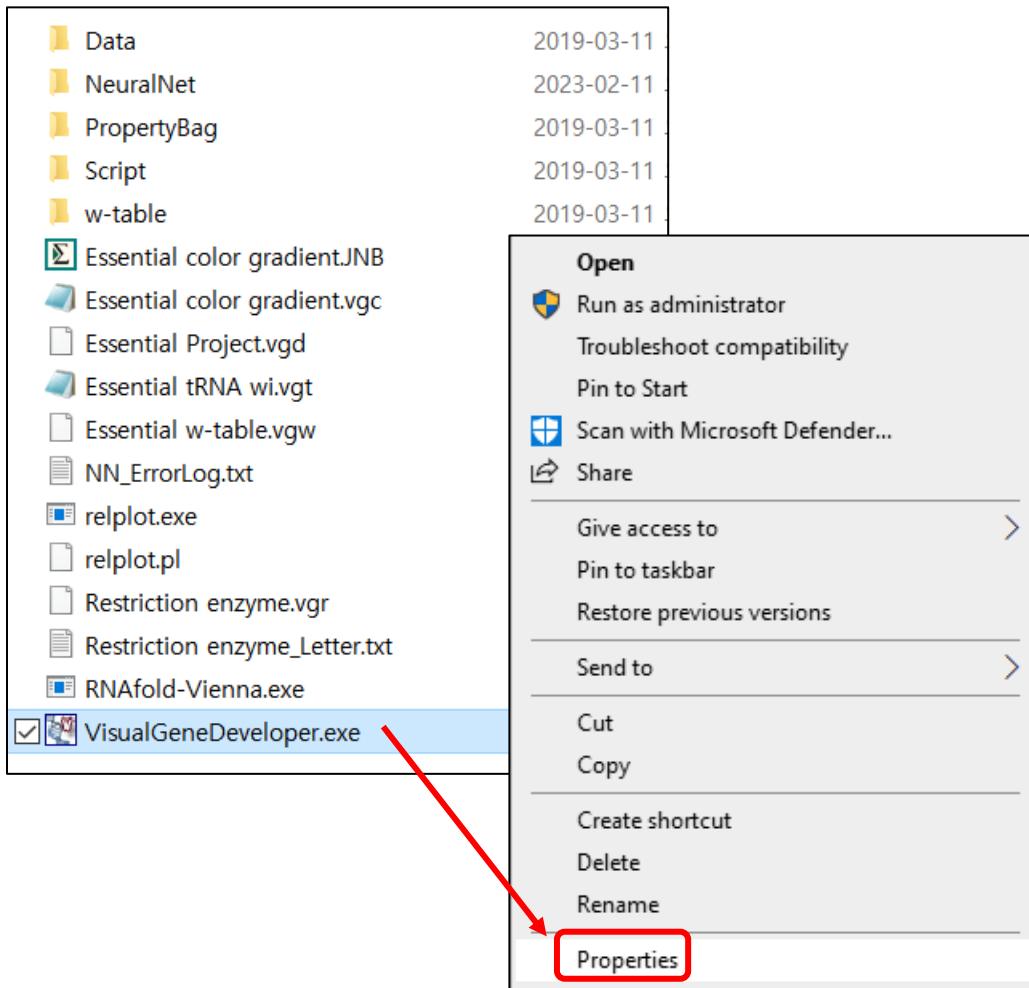 Data 2019-03-11
NeuralNet 2023-02-11
PropertyBag 2019-03-11
Script 2019-03-11
w-table 2019-03-11
Essential color gradient.JNB
Essential color gradient.vgc
Essential Project.vgd
Essential tRNA wi.vgt
Essential w-table.vgw
NN_ErrorLog.txt
relplot.exe
relplot.pl
Restriction enzyme.vgr
Restriction enzyme_Letter.txt
RNAfold-Vienna.exe
VisualGeneDeveloper.exe
Open
Run as administrator
Troubleshoot compatibility
Pin to Start
Scan with Microsoft Defender...
Share
Give access to
Pin to taskbar
Restore previous versions
Send to
Cut
Copy
Create shortcut
Delete
Rename
Properties